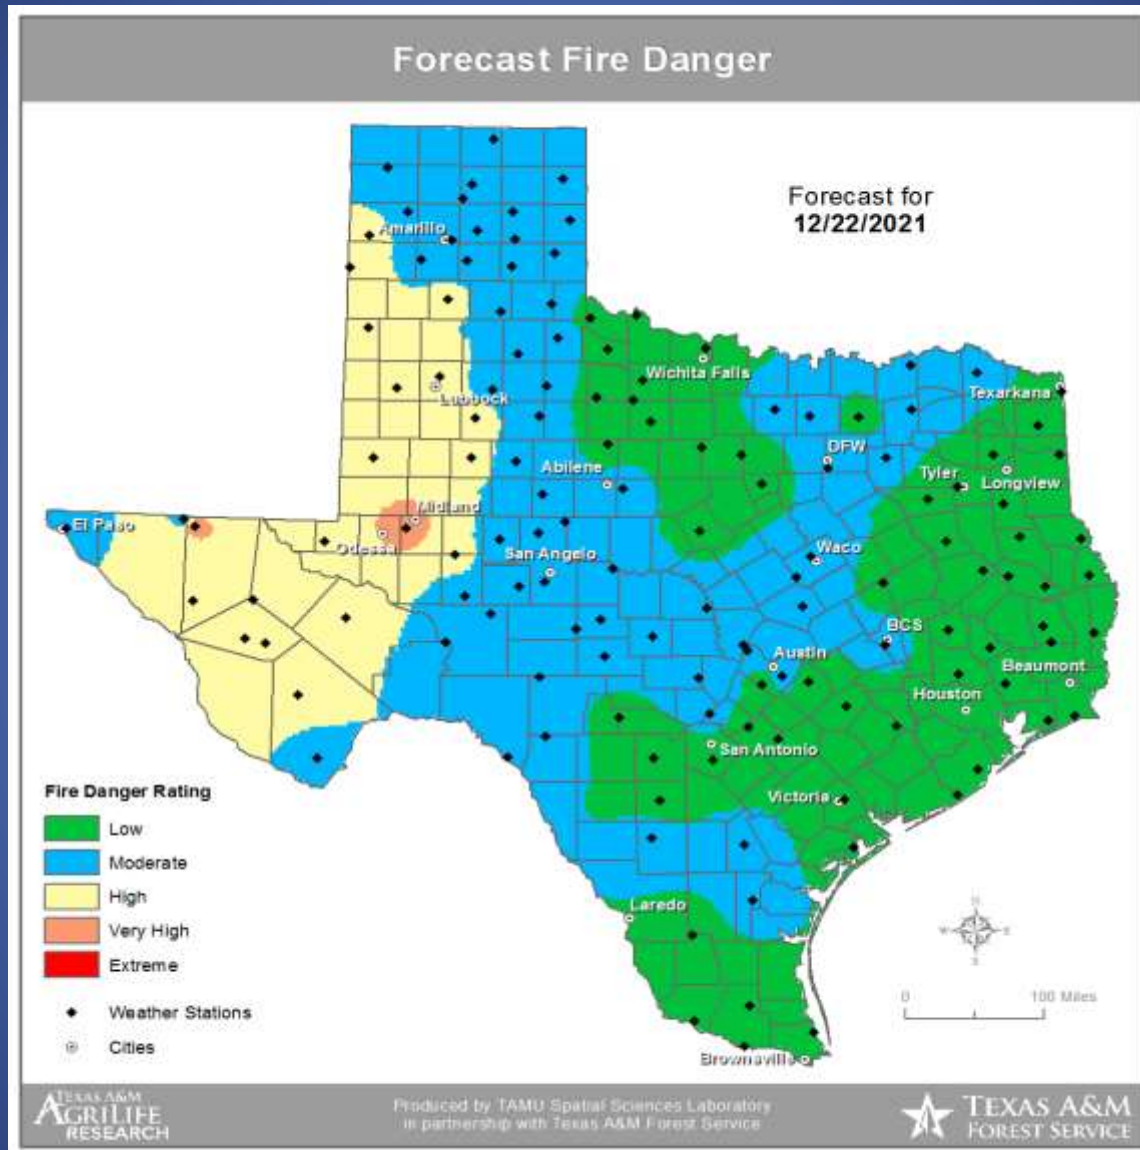 Forecast Fire Danger
Forecast for
12/22/2021
Amarillo
Wichita Falls
Lubbock
Texarkana
DFW
Abilene
Tyler
Longview
El Paso
Midland
Odessa
San Angelo
Waco
BCS
Austin
Beaumont
Houston
San Antonio
Victoria
Laredo
Brownsville
Fire Danger Rating
Low
Moderate
High
Very High
Extreme
Weather Stations
Cities
N
W E
S
0 100 Miles
TEXAS A&M
AGRILIFE
RESEARCH
Produced by TAMU Spatial Sciences Laboratory
in partnership with Texas A&M Forest Service
TEXAS A&M
FOREST SERVICE